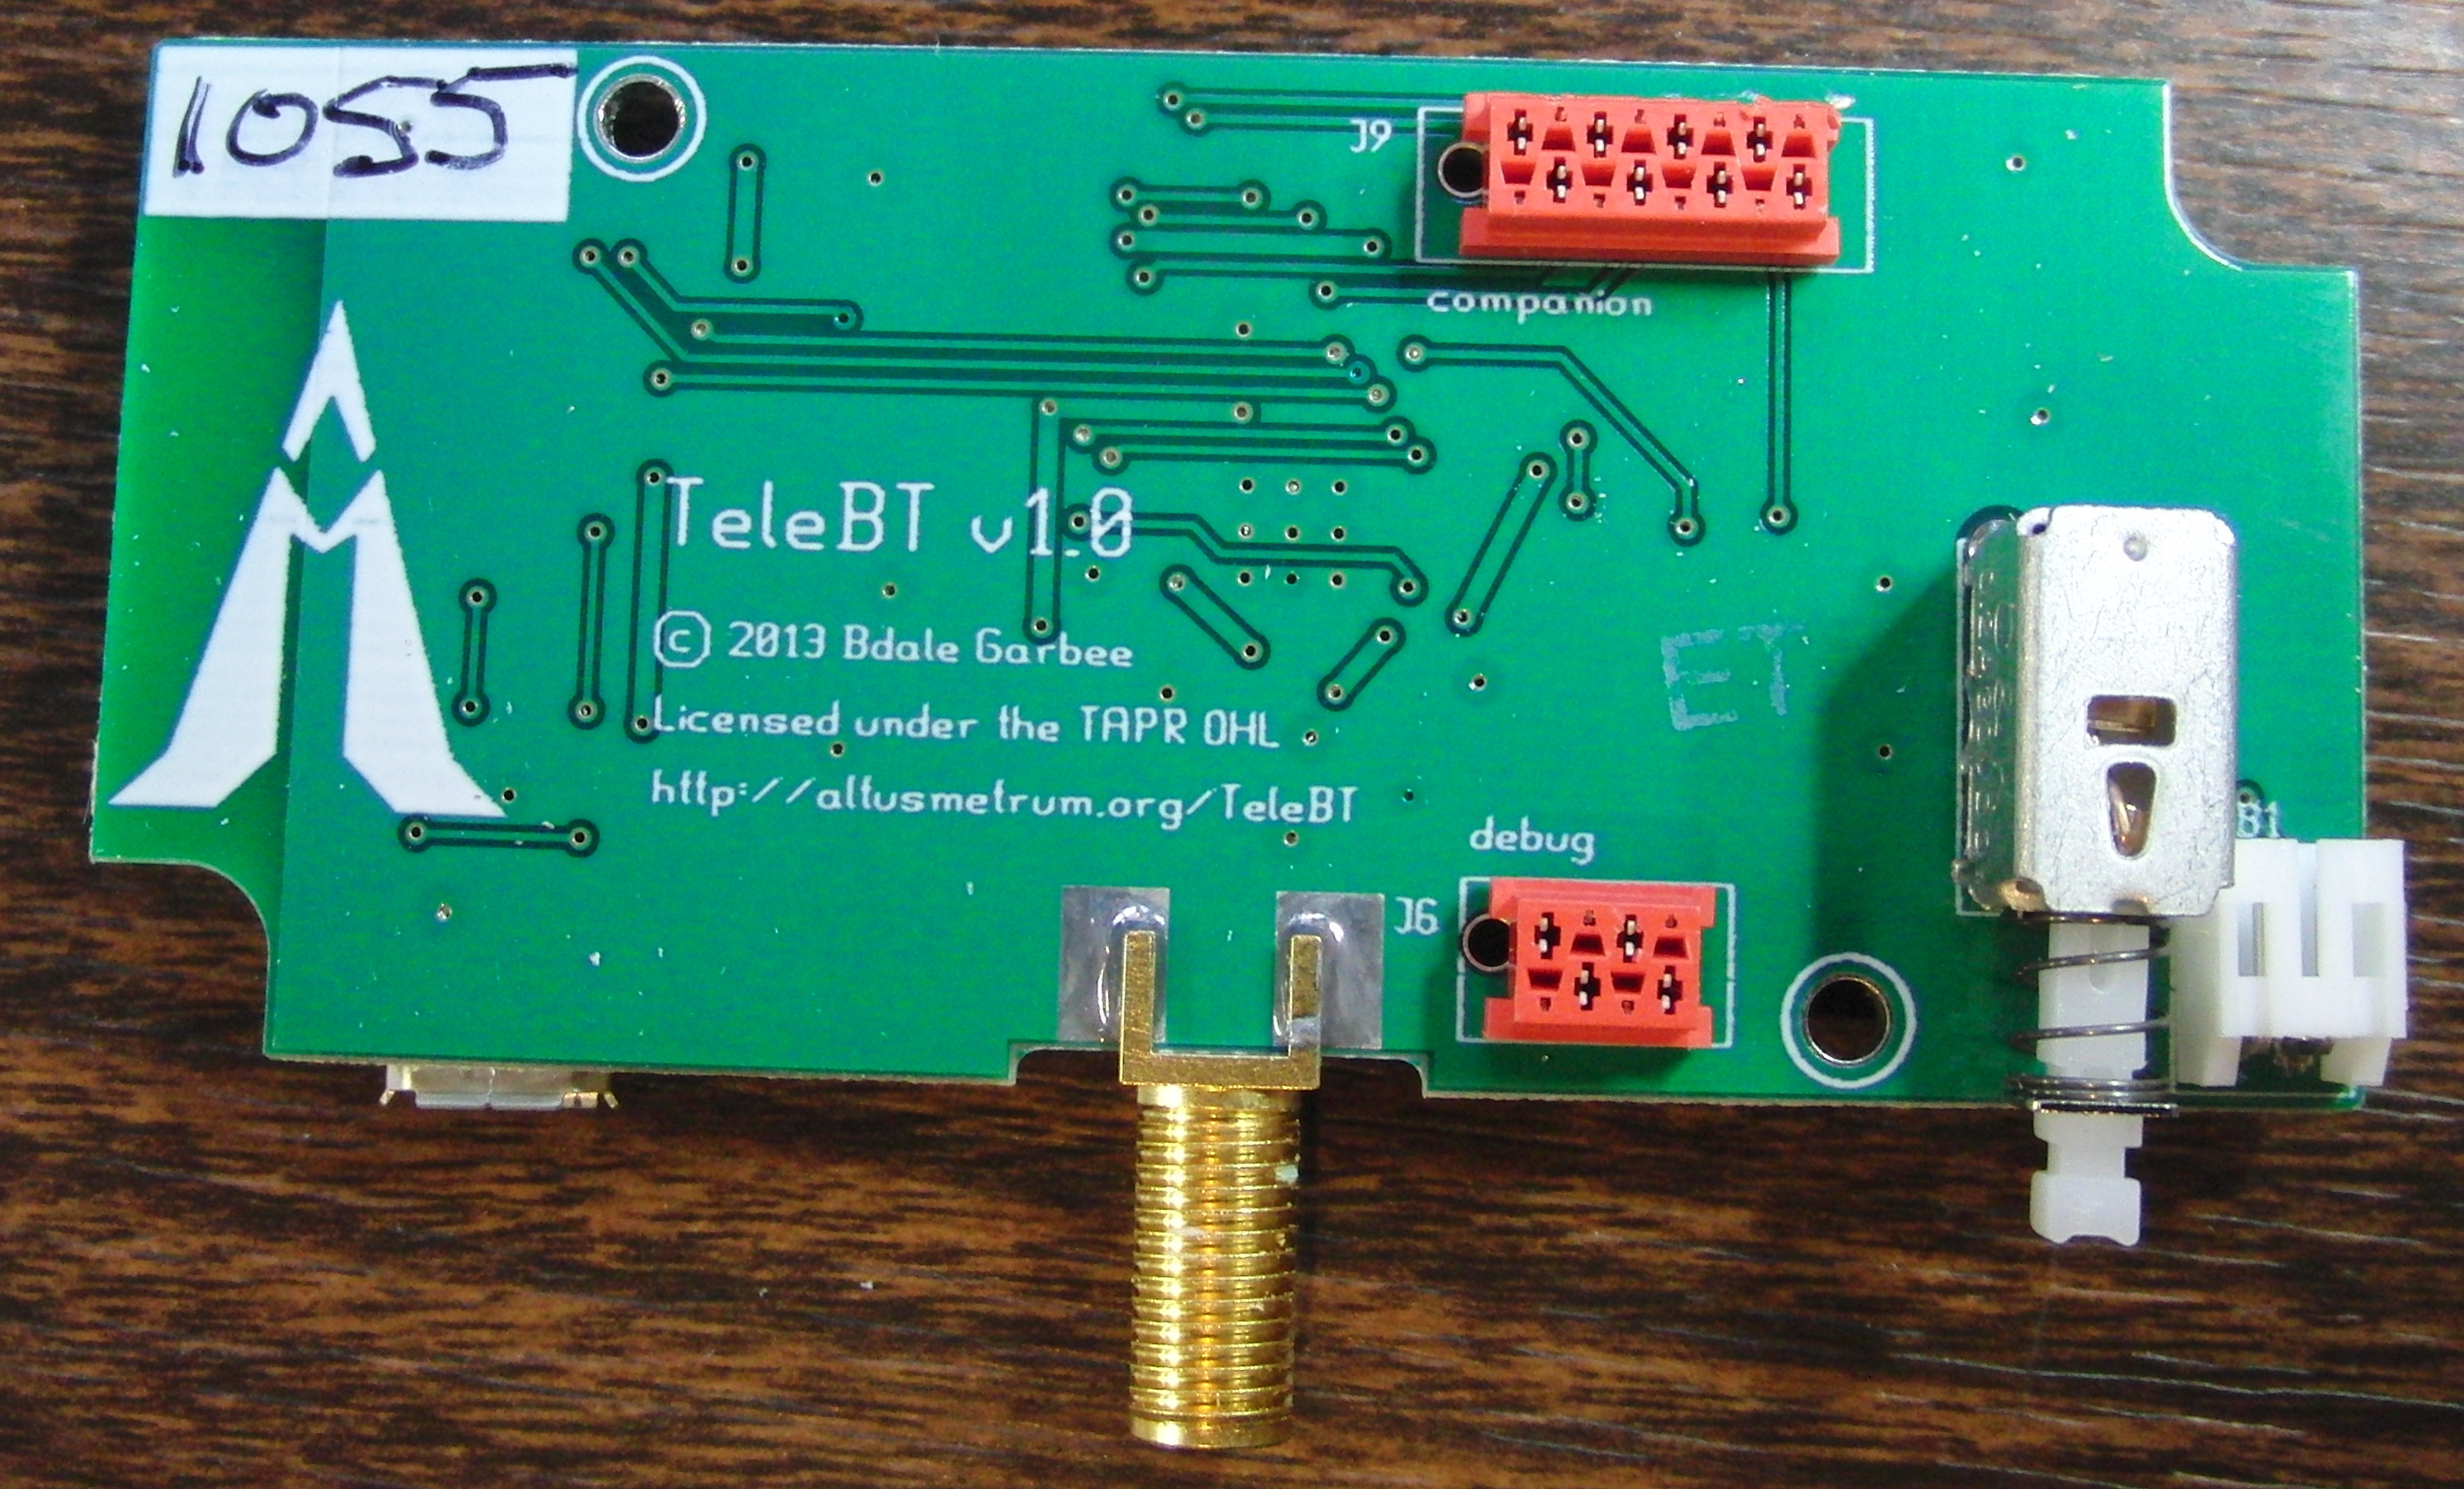 1055
J9
companion
TeleBT v1.0
© 2013 Bdale Garbee
Licensed under the TAPR OHL
http://altusmetrum.org/TeleBT
ET
debug
J6
B1